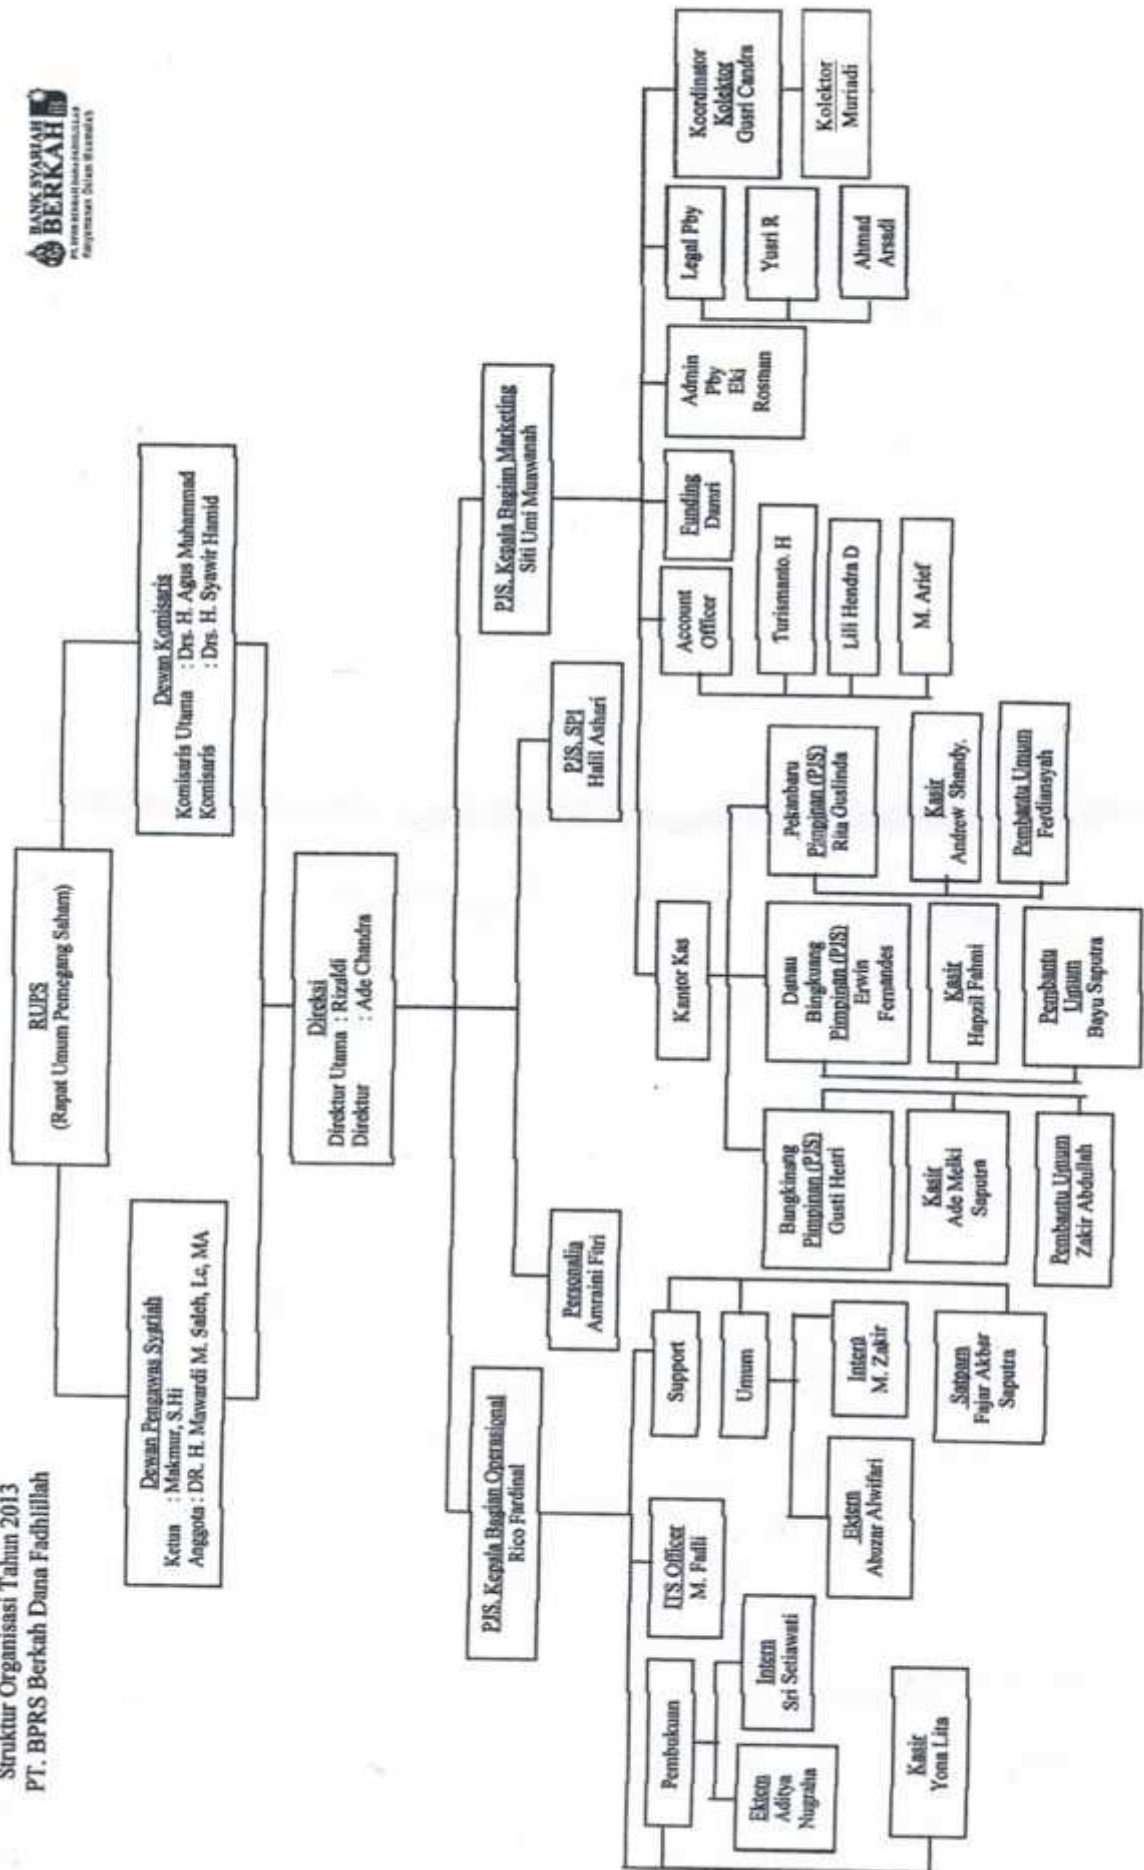 Struktur Organisasi Tahun 2013
PT. BPRS Berkah Dana Fadhlillah
BANK SYARIAH
BERKAH
RUPS
(Rapat Umum Pemegang Saham)
Dewan Pengawas Syariah
Ketua : Makmur, S.Hi
Anggota : DR. H. Mawardi M. Saleh, Lc, MA
Dewan Komisaris
Komisaris Utama : Drs. H. Agus Muhammad
Komisaris : Drs. H. Syawir Hamid
Direksi
Direktur Utama : Rizaldi
Direktur : Ade Chandra
PJS. Kepala Bagian Operasional
Rico Fardinal
PJS. Kepala Bagian Marketing
Siti Umi Muawanah
Personalia
Amraini Fitri
PJS. SPI
Halil Ashari
Pembukuan
ITS Officer
M. Fadli
Support
Kantor Kas
Account
Officer
Funding
Damri
Admin
Pby
Eki
Rosman
Legal Pby
Koordinator
Kolektor
Gusri Candra
Ektern
Aditya
Nugraha
Intern
Sri Setiawati
Umum
Bangkinang
Pimpinan (PJS)
Gusti Henri
Danau
Bingkuang
Pimpinan (PJS)
Erwin
Fernandes
.Pekanbaru
Pimpinan (PJS)
Rita Guslinda
Turismanto. H
Yusri R
Kolektor
Muriadi
Ektern
Abuzar Alwifari
Intern
M. Zakir
Lili Hendra D
Ahmad
Arsadi
Kasir
Yona Lita
Satpam
Fajar Akbar
Saputra
Kasir
Ade Melki
Saputra
Kasir
Hapzil Fahmi
Kasir
Andrew Shandy.
M. Arief
Pembantu Umum
Zakir Abdullah
Pembantu
Umum
Bayu Saputra
Pembantu Umum
Ferdiansyah